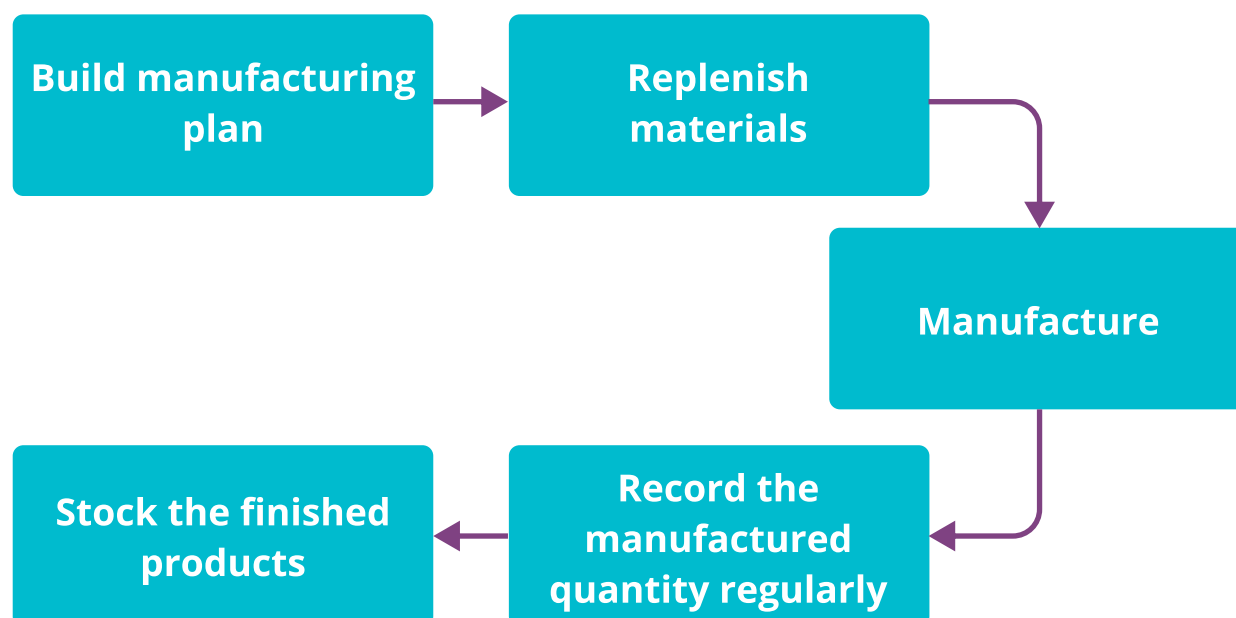 Build manufacturing
plan
Replenish
materials
Manufacture
Record the
manufactured
quantity regularly
Stock the finished
products